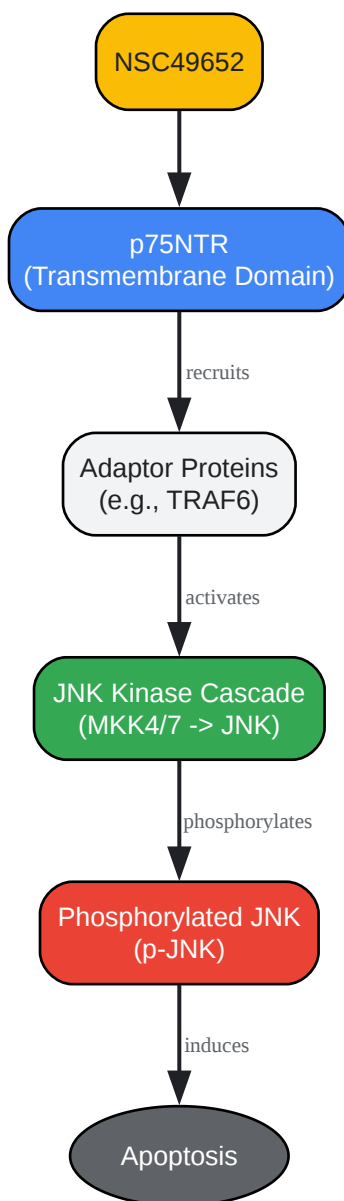 NSC49652
p75NTR
(Transmembrane Domain)
recruits
Adaptor Proteins
(e.g., TRAF6)
activates
JNK Kinase Cascade
(MKK4/7 -> JNK)
phosphorylates
Phosphorylated JNK
(p-JNK)
induces
Apoptosis